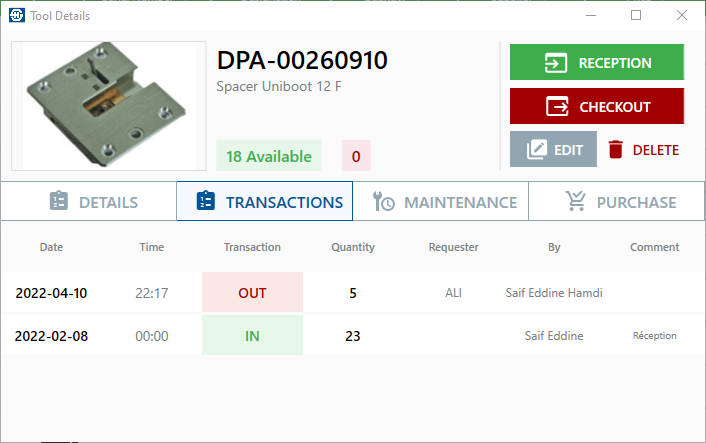 Tool Details
DPA-00260910
Spacer Uniboot 12 F
18 Available
0
RECEPTION
CHECKOUT
EDIT
DELETE
DETAILS
TRANSACTIONS
MAINTENANCE
PURCHASE
Date Time Transaction Quantity Requester By Comment
2022-04-10 22:17 OUT 5 ALI Saif Eddine Hamdi
2022-02-08 00:00 IN 23 Saif Eddine Réception